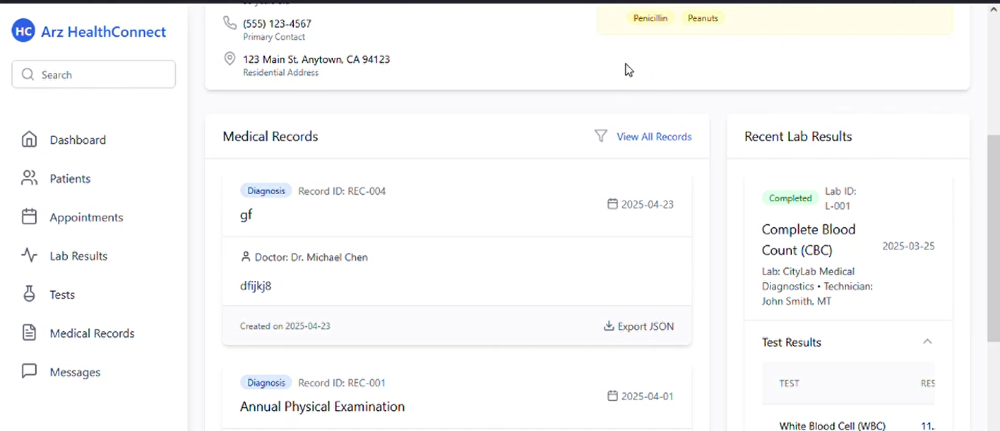 HC Arz HealthConnect
Search
Dashboard
Patients
Appointments
Lab Results
Tests
Medical Records
Messages
(555) 123-4567
Primary Contact
123 Main St, Anytown, CA 94123
Residential Address
Penicillin Peanuts
Medical Records View All Records
Diagnosis Record ID: REC-004
gf
2025-04-23
Doctor: Dr. Michael Chen
dfijkj8
Created on 2025-04-23 Export JSON
Diagnosis Record ID: REC-001
Annual Physical Examination
2025-04-01
Recent Lab Results
Completed
Lab ID:
L-001
Complete Blood
Count (CBC)
2025-03-25
Lab: CityLab Medical
Diagnostics • Technician:
John Smith, MT
Test Results
TEST RES
White Blood Cell (WBC) 11.